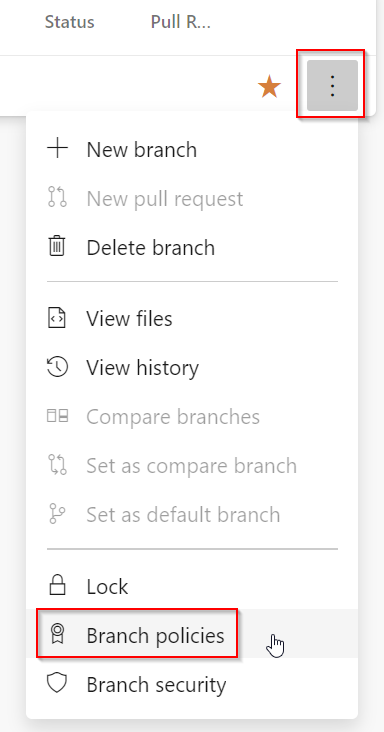 Status Pull R...
New branch
New pull request
Delete branch
View files
View history
Compare branches
Set as compare branch
Set as default branch
Lock
Branch policies
Branch security